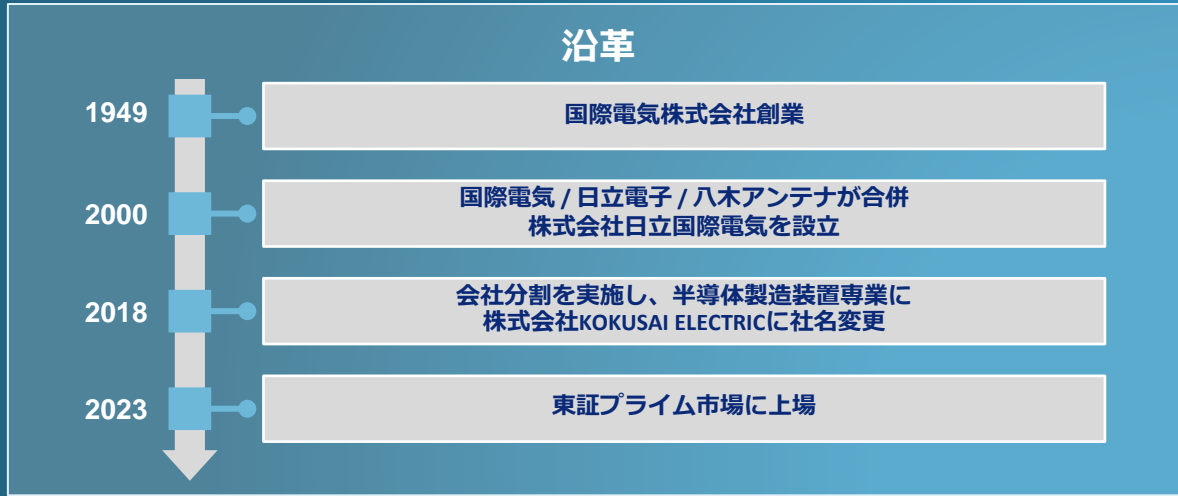 沿革
1949
国際電気株式会社創業
2000
国際電気 / 日立電子 / 八木アンテナが合併
株式会社日立国際電気を設立
2018
会社分割を実施し、半導体製造装置専業に
株式会社KOKUSAI ELECTRICに社名変更
2023
東証プライム市場に上場